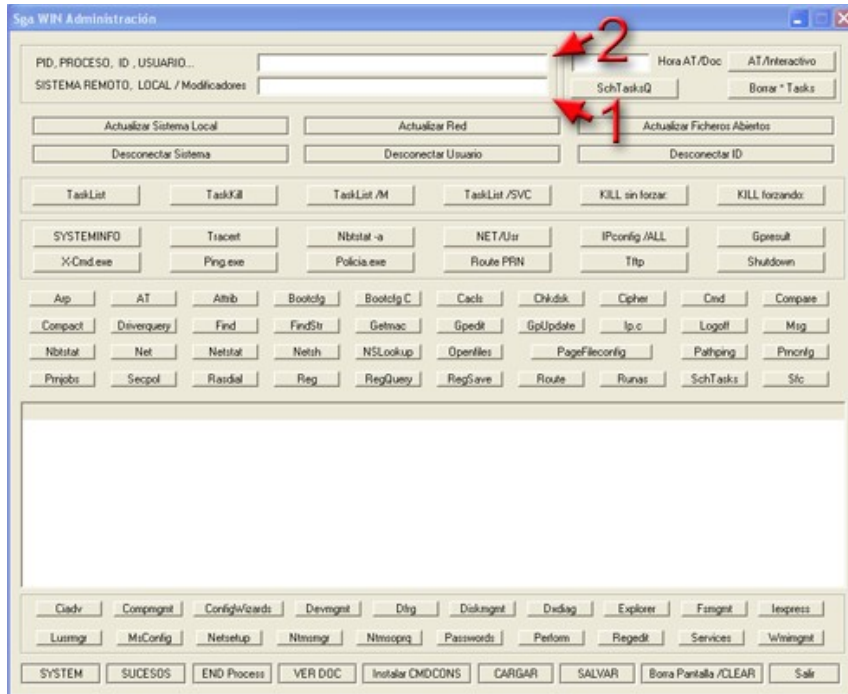 Sga WIN Administración
PID, PROCESO, ID , USUARIO... 2 Hora AT/Doc AT/Interactivo
SISTEMA REMOTO, LOCAL / Modificadores 1 SchTasksQ Borrar * Tasks
Actualizar Sistema Local Actualizar Red Actualizar Ficheros Abiertos
Desconectar Sistema Desconectar Usuario Desconectar ID
TaskList TaskKill TaskList /M TaskList /SVC KILL sin forzar: KILL forzando:
SYSTEMINFO Tracert Nbtstat -a NET/Usr IPconfig /ALL Gpresult
X-Cmd.exe Ping.exe Policia.exe Route PRN Tftp Shutdown
Arp AT Attrib Bootcfg Bootcfg C Cacls Chkdsk Cipher Cmd Compare
Compact Driverquery Find FindStr Getmac Gpedit GpUpdate Ip.c Logoff Msg
Nbtstat Net Netstat Netsh NSLookup Openfiles PageFileconfig Pathping Prncnfg
Prnjobs Secpol Rasdial Reg RegQuery RegSave Route Runas SchTasks Sfc
Ciadv Compmgmt ConfigWizards Devmgmt Dfrg Diskmgmt Dxdiag Explorer Fsmgmt Iexpress
Lusrmgr MsConfig Netsetup Ntmsmgr Ntmsoprq Passwords Perfom Regedit Services Wmimgmt
SYSTEM SUCESOS END Process VER DOC Instalar CMDCONS CARGAR SALVAR Borra Pantalla /CLEAR Salir